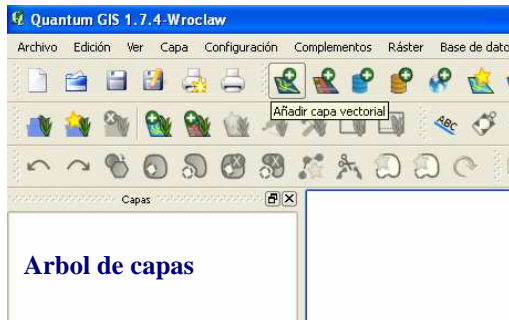 Quantum GIS 1.7.4-Wroclaw
Archivo Edición Ver Capa Configuración Complementos Ráster Base de dato
Añadir capa vectorial
ABC
Capas
Arbol de capas